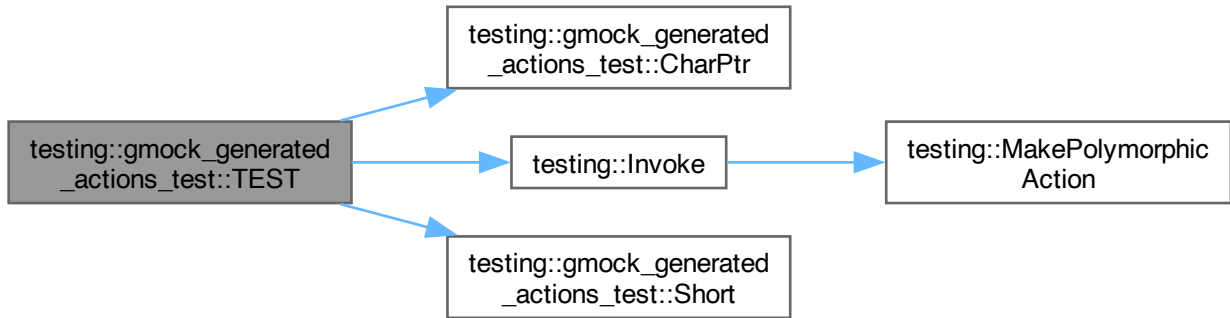 testing::gmock_generated
_actions_test::TEST
testing::gmock_generated
_actions_test::CharPtr
testing::Invoke
testing::gmock_generated
_actions_test::Short
testing::MakePolymorphic
Action